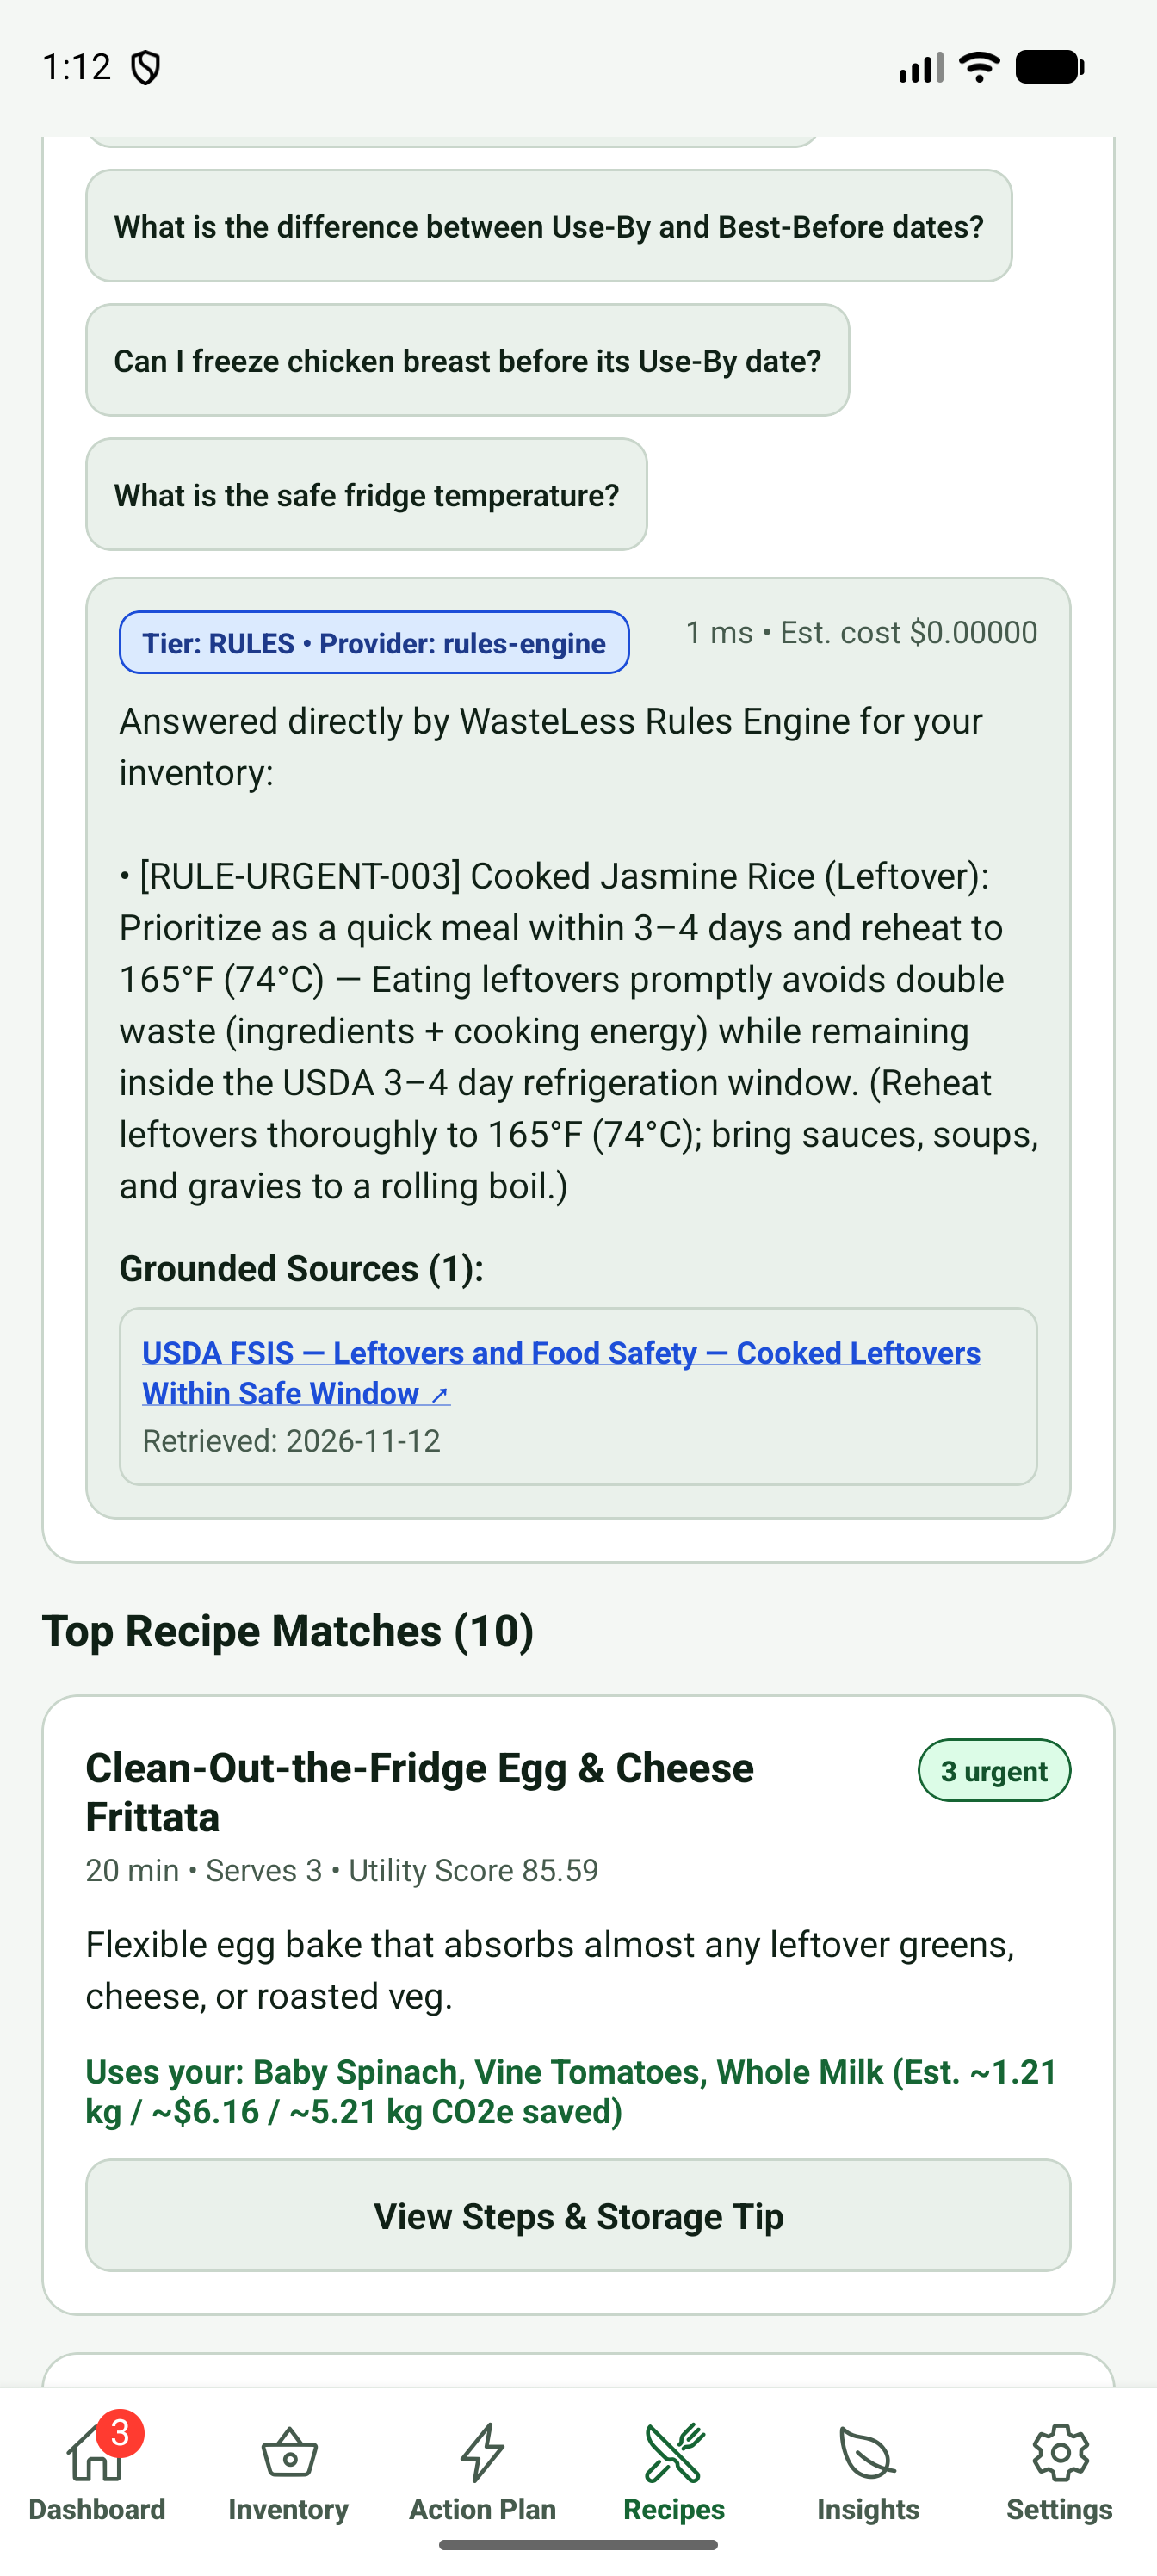 1:12
What is the difference between Use-By and Best-Before dates?
Can I freeze chicken breast before its Use-By date?
What is the safe fridge temperature?
Tier: RULES • Provider: rules-engine
1 ms • Est. cost $0.00000
Answered directly by WasteLess Rules Engine for your
inventory:
• [RULE-URGENT-003] Cooked Jasmine Rice (Leftover):
Prioritize as a quick meal within 3–4 days and reheat to
165°F (74°C) — Eating leftovers promptly avoids double
waste (ingredients + cooking energy) while remaining
inside the USDA 3–4 day refrigeration window. (Reheat
leftovers thoroughly to 165°F (74°C); bring sauces, soups,
and gravies to a rolling boil.)
Grounded Sources (1):
USDA FSIS — Leftovers and Food Safety — Cooked Leftovers
Within Safe Window ↗
Retrieved: 2026-11-12
Top Recipe Matches (10)
Clean-Out-the-Fridge Egg & Cheese
Frittata
3 urgent
20 min • Serves 3 • Utility Score 85.59
Flexible egg bake that absorbs almost any leftover greens,
cheese, or roasted veg.
Uses your: Baby Spinach, Vine Tomatoes, Whole Milk (Est. ~1.21
kg / ~$6.16 / ~5.21 kg CO2e saved)
View Steps & Storage Tip
3
Dashboard
Inventory
Action Plan
Recipes
Insights
Settings